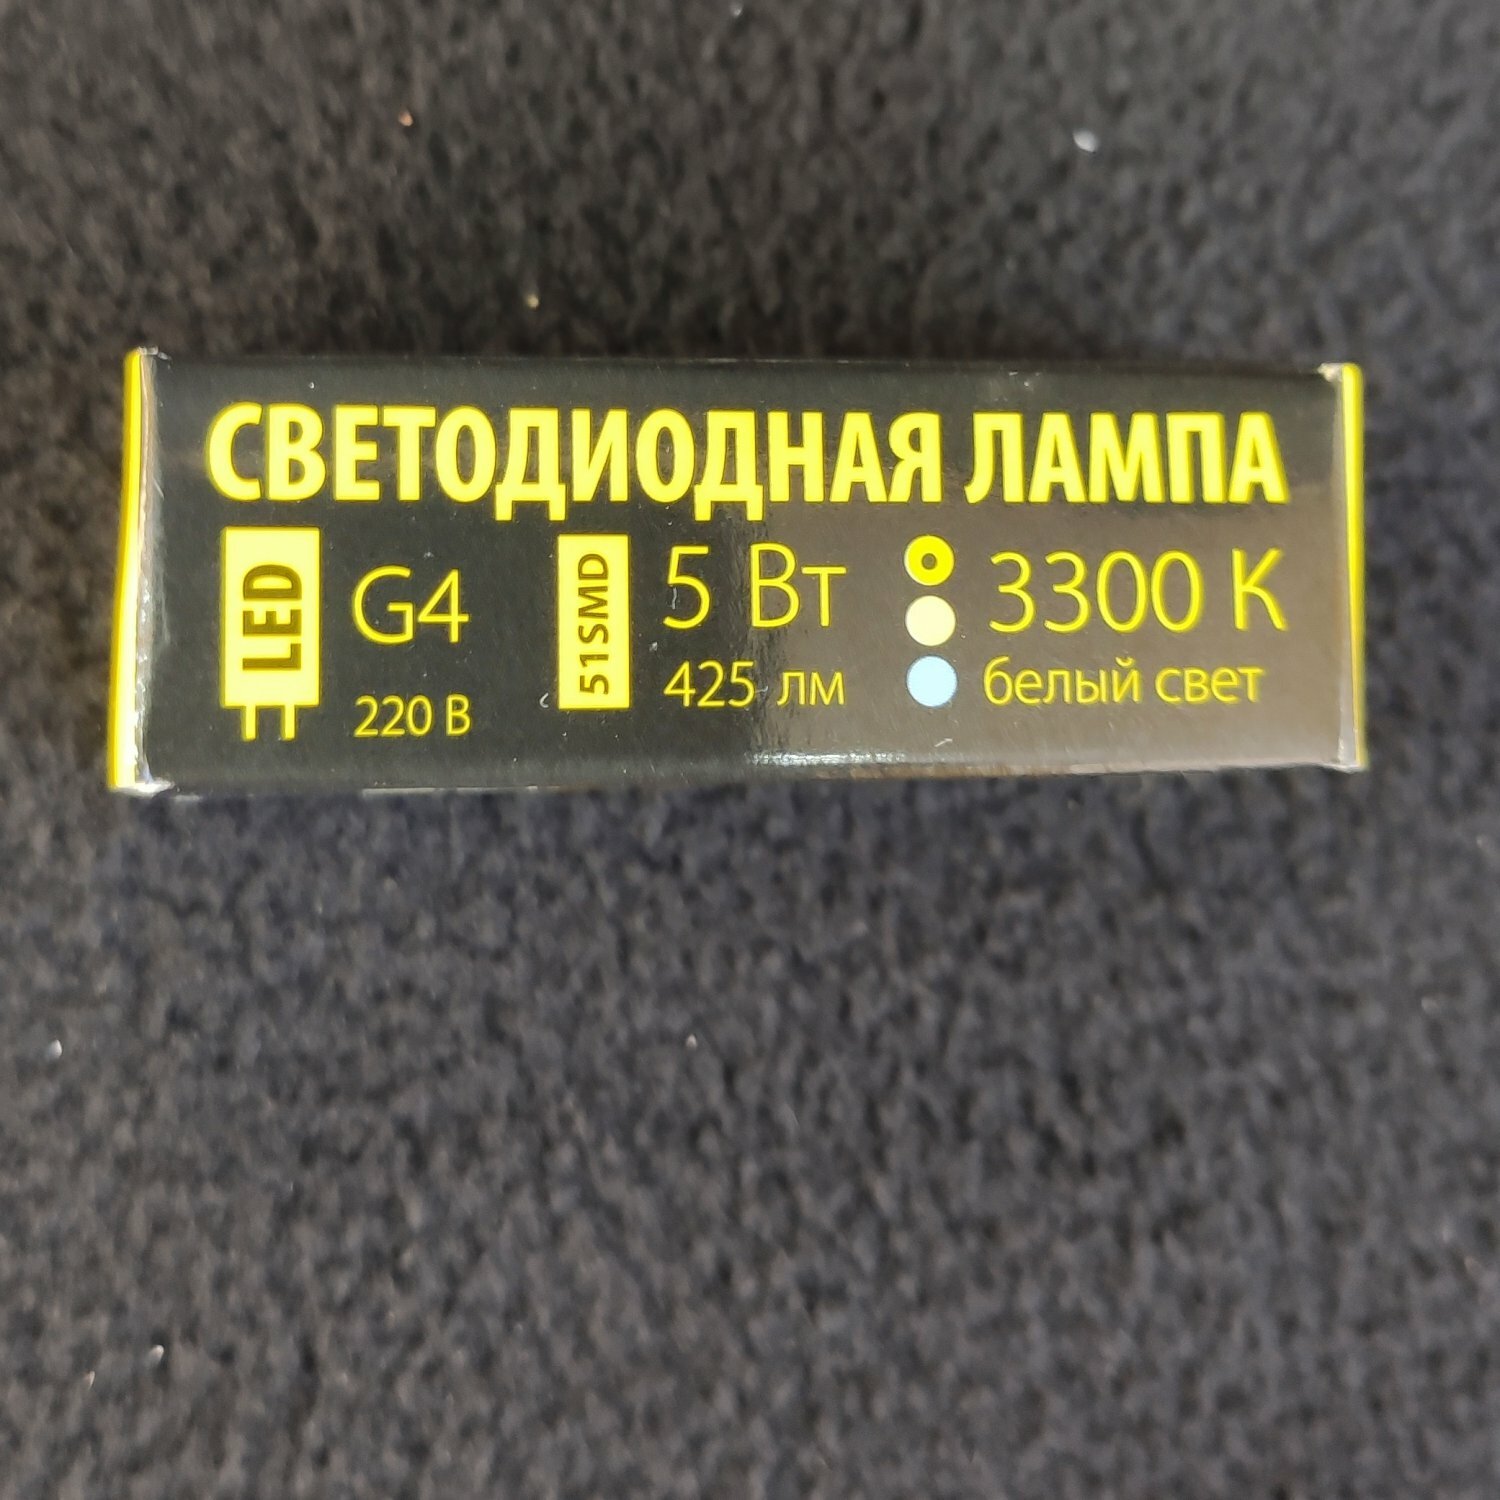 СВЕТОДИОДНАЯ ЛАМПА
LED
G4
220 В
51SMD
5 Вт
425 лм
3300 К
белый свет